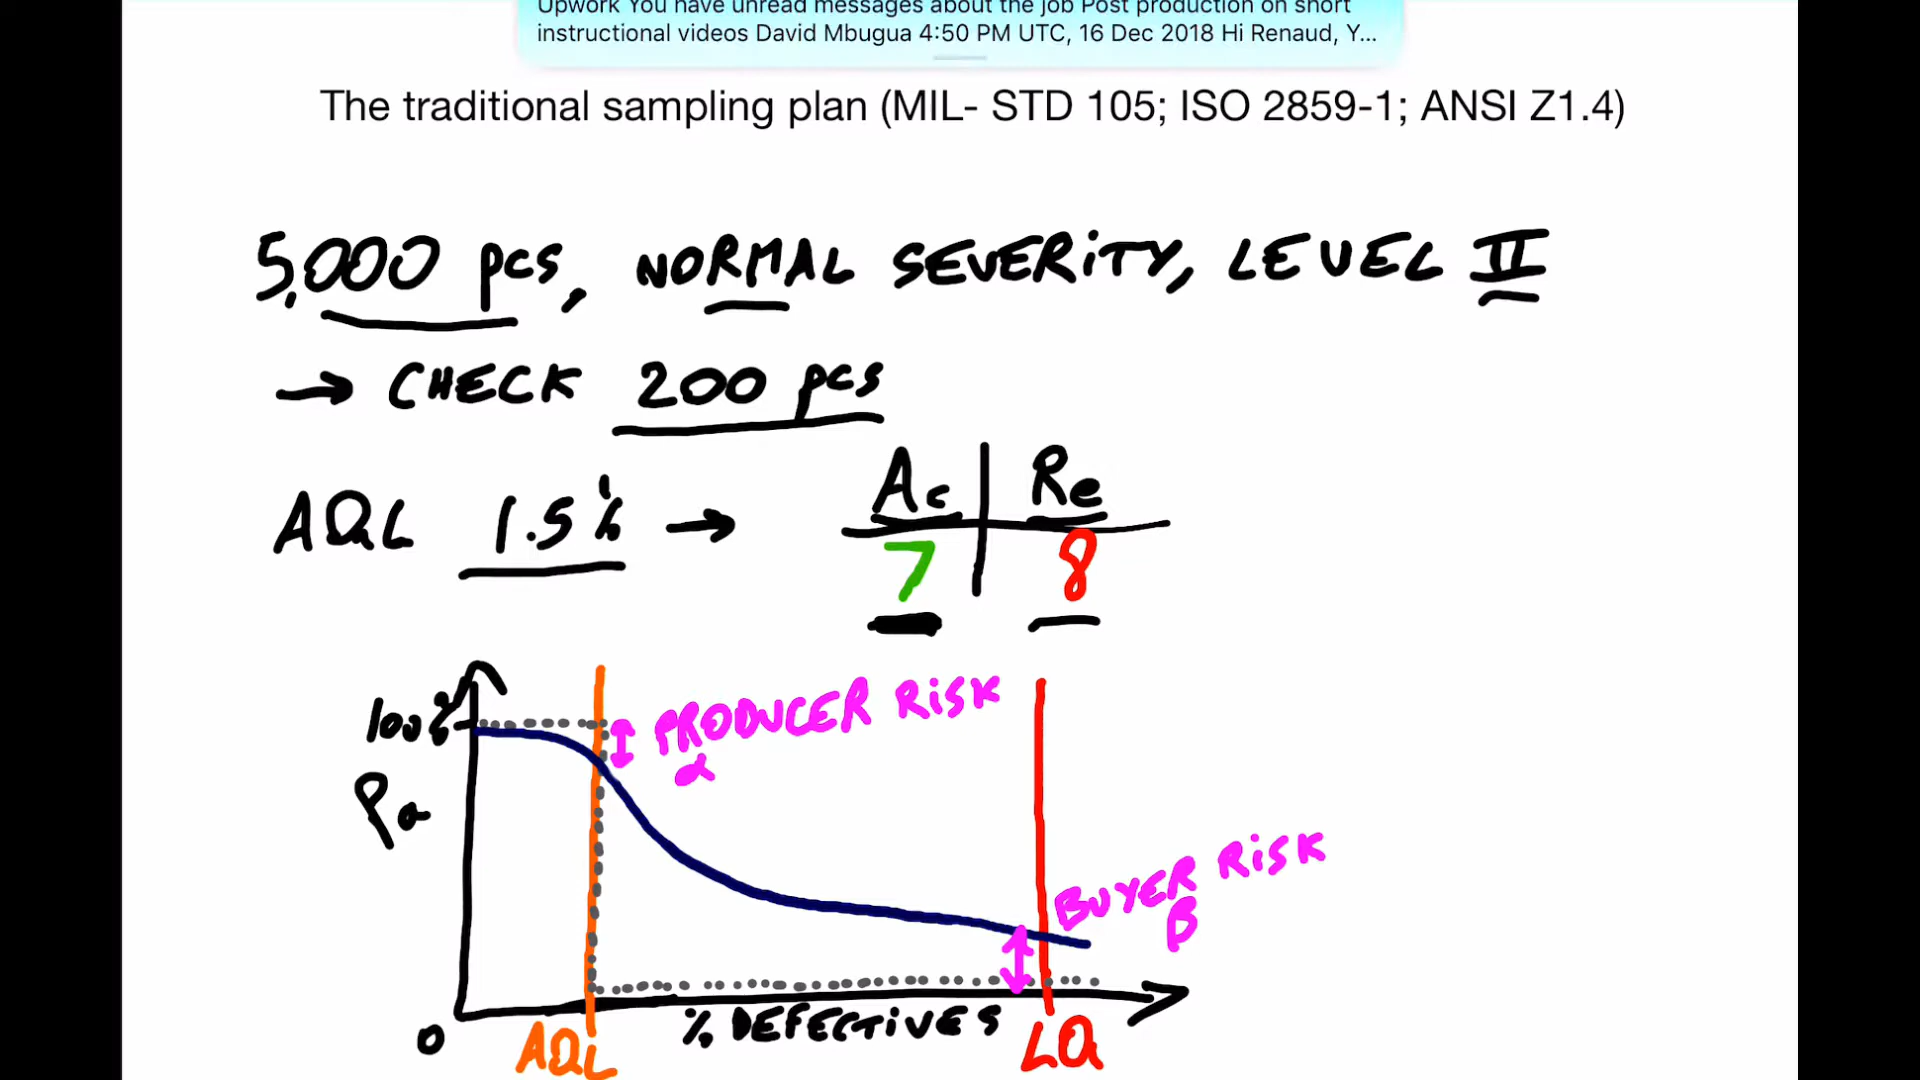 Upwork You have unread messages about the job Post production on short
instructional videos David Mbugua 4:50 PM UTC, 16 Dec 2018 Hi Renaud, Y...
The traditional sampling plan (MIL- STD 105; ISO 2859-1; ANSI Z1.4)
5,000 pcs, NORMAL SEVERITY, LEVEL II
→ CHECK 200 pcs
Ac Re
AQL 1.5% →
7 8
100%
PRODUCER RISK
α
Pa
BUYER RISK
β
0
% DEFECTIVES
AQL
LQ